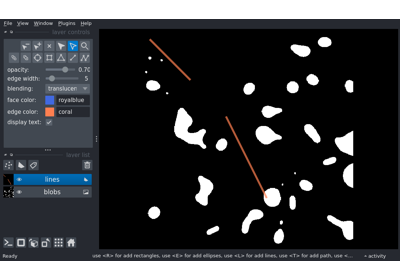 File View Window Plugins Help
layer controls
opacity: 0.70
edge width: 5
blending: translucen
face color: royalblue
edge color: coral
display text:
layer list
lines
blobs
Ready use <R> for add rectangles, use <E> for add ellipses, use <L> for add lines, use <T> for add path, use <... activity